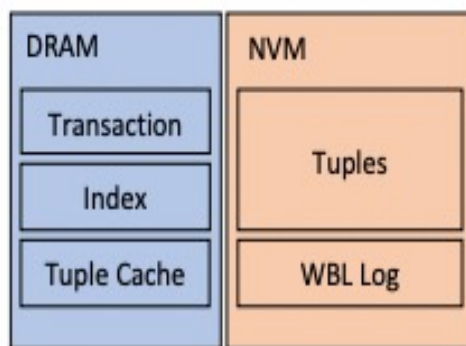 DRAM
Transaction
Index
Tuple Cache
NVM
Tuples
WBL Log